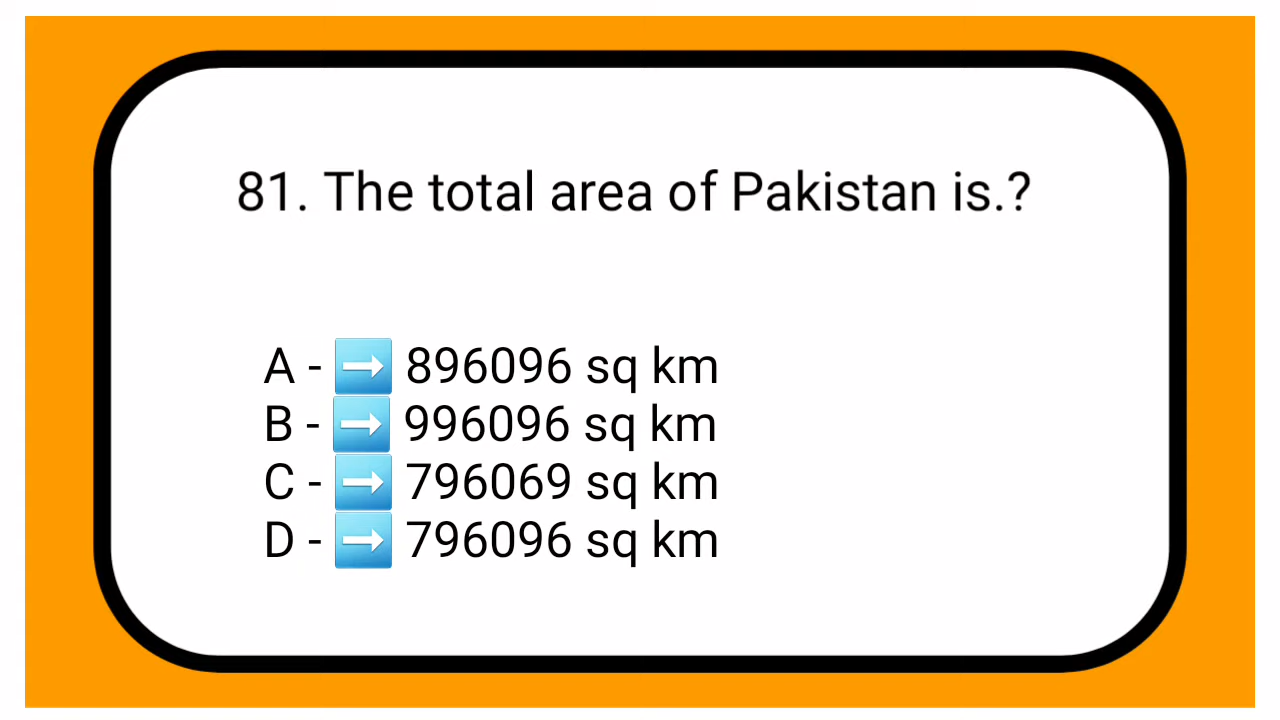 81. The total area of Pakistan is.?
A - ➡ 896096 sq km
B - ➡ 996096 sq km
C - ➡ 796069 sq km
D - ➡ 796096 sq km